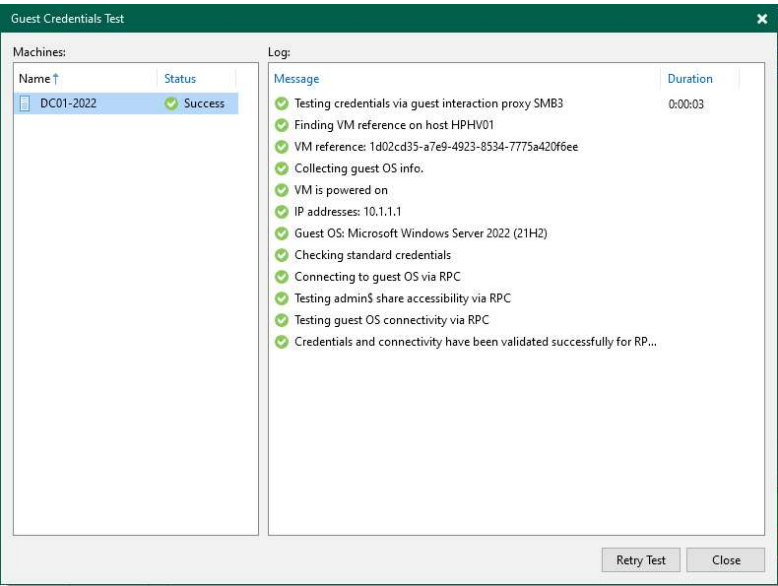 Guest Credentials Test
Machines:
Name
Status
DC01-2022
Success
Log:
Message
Duration
Testing credentials via guest interaction proxy SMB3
0:00:03
Finding VM reference on host HPHV01
VM reference: 1d02cd35-a7e9-4923-8534-7775a420f6ee
Collecting guest OS info.
VM is powered on
IP addresses: 10.1.1.1
Guest OS: Microsoft Windows Server 2022 (21H2)
Checking standard credentials
Connecting to guest OS via RPC
Testing admin$ share accessibility via RPC
Testing guest OS connectivity via RPC
Credentials and connectivity have been validated successfully for RP...
Retry Test
Close